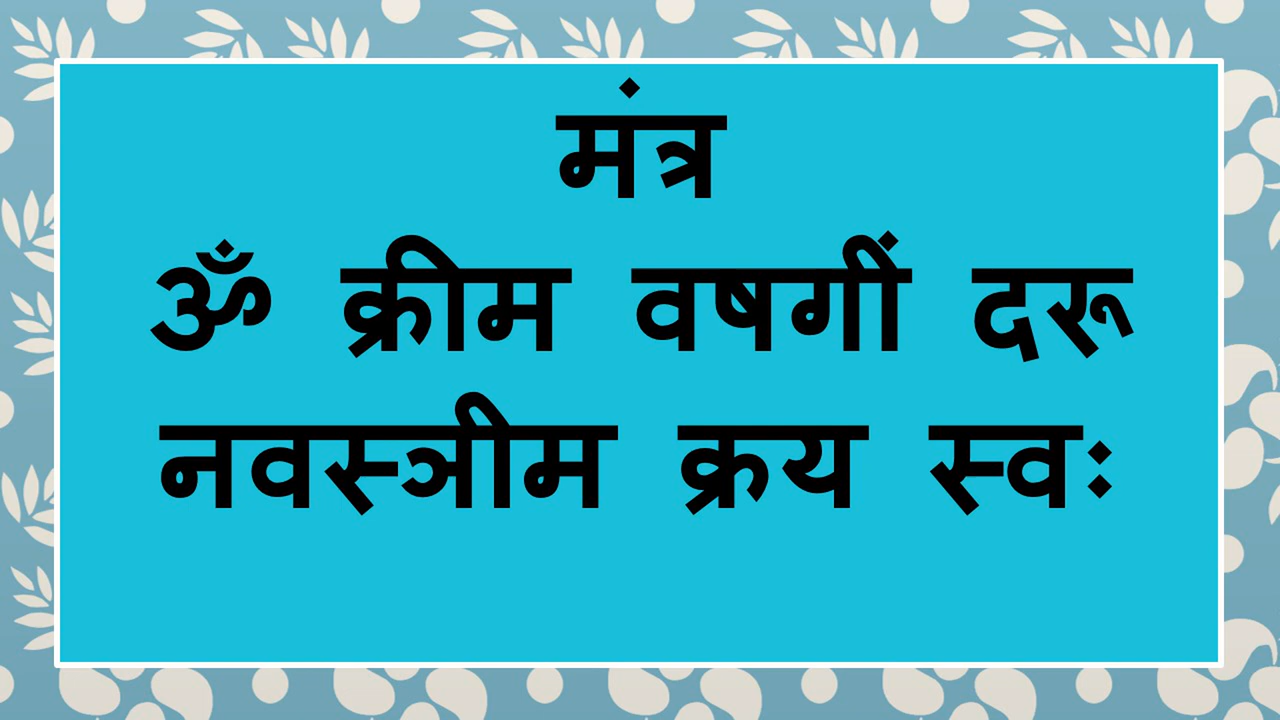 मंत्र
ॐ क्रीम वषगीं दरू
नवस्त्रीम क्रय स्वः